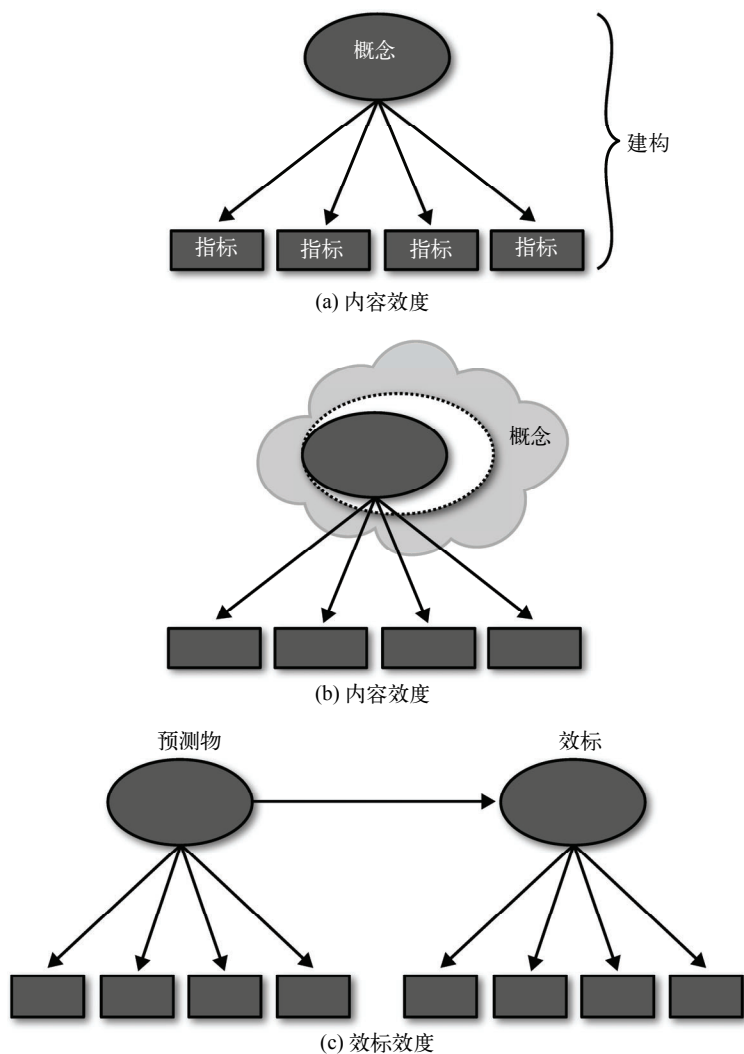 概念
建构
指标 指标 指标 指标
(a) 内容效度
概念
(b) 内容效度
预测物 效标
(c) 效标效度